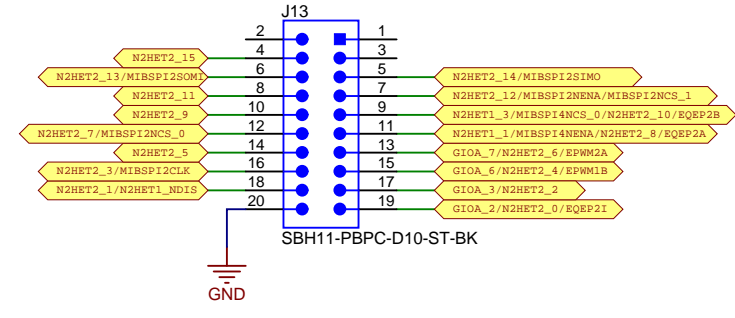 J13
2 1
N2HET2_15 4 3
N2HET2_13/MIBSPI2SOMI 6 5 N2HET2_14/MIBSPI2SIMO
N2HET2_11 8 7 N2HET2_12/MIBSPI2NENA/MIBSPI2NCS_1
N2HET2_9 10 9 N2HET1_3/MIBSPI4NCS_0/N2HET2_10/EQEP2B
N2HET2_7/MIBSPI2NCS_0 12 11 N2HET1_1/MIBSPI4NENA/N2HET2_8/EQEP2A
N2HET2_5 14 13 GIOA_7/N2HET2_6/EPWM2A
N2HET2_3/MIBSPI2CLK 16 15 GIOA_6/N2HET2_4/EPWM1B
N2HET2_1/N2HET1_NDIS 18 17 GIOA_3/N2HET2_2
20 19 GIOA_2/N2HET2_0/EQEP2I
SBH11-PBPC-D10-ST-BK
GND